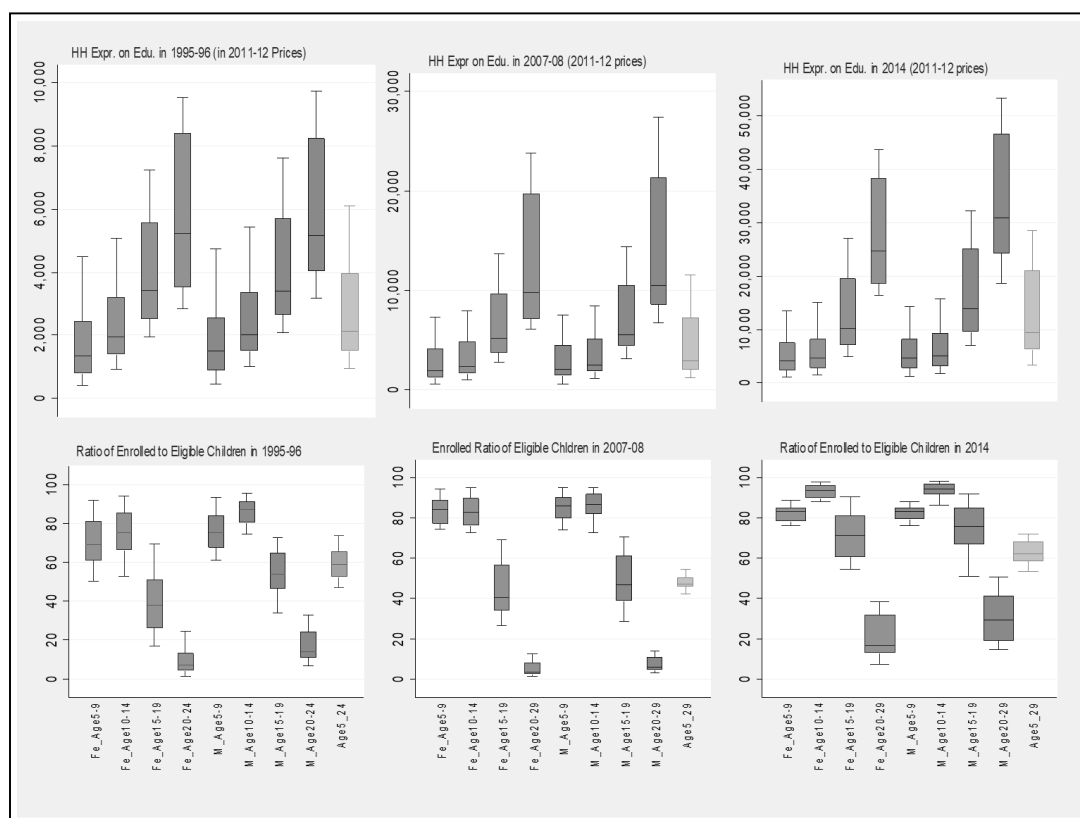 HH Expr. on Edu. in 1995-96 (in 2011-12 Prices)
10,000
8,000
6,000
4,000
2,000
0
HH Expr on Edu. in 2007-08 (2011-12 prices)
30,000
20,000
10,000
0
HH Expr on Edu. in 2014 (2011-12 prices)
50,000
40,000
30,000
20,000
10,000
0
Ratio of Enrolled to Eligible Children in 1995-96
100
80
60
40
20
0
Fe_Age5-9
Fe_Age10-14
Fe_Age15-19
Fe_Age20-24
M_Age5-9
M_Age10-14
M_Age15-19
M_Age20-24
Age5_24
Enrolled Ratio of Eligible Chldren in 2007-08
100
80
60
40
20
0
Fe_Age5-9
Fe_Age10-14
Fe_Age15-19
Fe_Age20-29
M_Age5-9
M_Age10-14
M_Age15-19
M_Age20-29
Age5_29
Ratio of Enrolled to Eligible Children in 2014
100
80
60
40
20
0
Fe_Age5-9
Fe_Age10-14
Fe_Age15-19
Fe_Age20-29
M_Age5-9
M_Age10-14
M_Age15-19
M_Age20-29
Age5_29